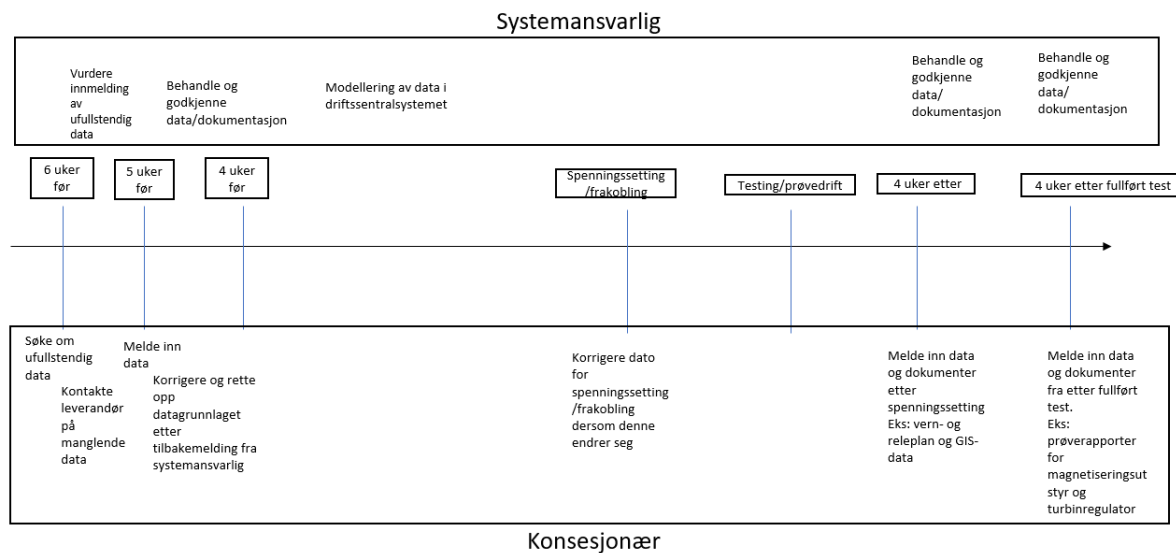 Systemansvarlig
Vurdere
innmelding
av
ufullstendig
data
Behandle og
godkjenne
data/dokumentasjon
Modellering av data i
driftssentralsystemet
Behandle og
godkjenne
data/
dokumentasjon
Behandle og
godkjenne
data/
dokumentasjon
6 uker
før
5 uker
før
4 uker
før
Spenningssetting
/frakobling
Testing/prøvedrift
4 uker etter
4 uker etter fullført test
Søke om
ufullstendig
data
Kontakte
leverandør
på
manglende
data
Melde inn
data
Korrigere og rette
opp
datagrunnlaget
etter
tilbakemelding fra
systemansvarlig
Korrigere dato
for
spenningssetting
/frakobling
dersom denne
endrer seg
Melde inn data
og dokumenter
etter
spenningssetting
Eks: vern- og
releplan og GIS-
data
Melde inn data
og dokumenter
fra etter fullført
test.
Eks:
prøverapporter
for
magnetiseringsut
styr og
turbinregulator
Konsesjonær